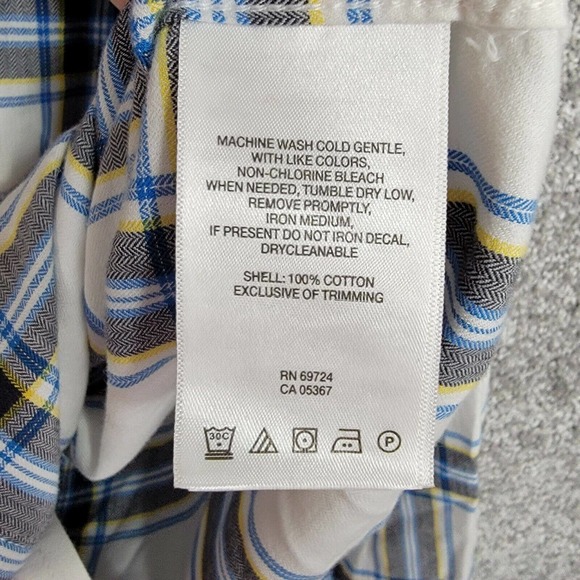 MACHINE WASH COLD GENTLE,
WITH LIKE COLORS,
NON-CHLORINE BLEACH
WHEN NEEDED, TUMBLE DRY LOW,
REMOVE PROMPTLY,
IRON MEDIUM,
IF PRESENT DO NOT IRON DECAL,
DRYCLEANABLE
SHELL: 100% COTTON
EXCLUSIVE OF TRIMMING
RN 69724
CA 05367
30C P